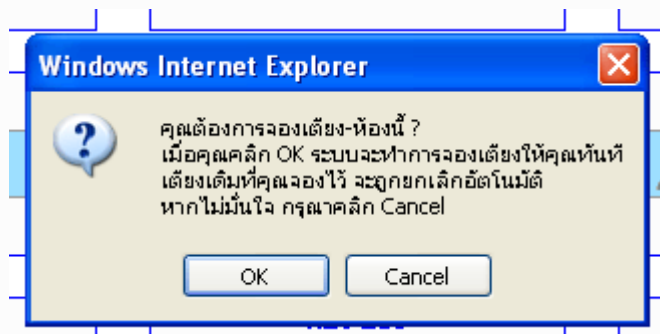 Windows Internet Explorer
คุณต้องการจองเตียง-ห้องนี้ ?
เมื่อคุณคลิก OK ระบบจะทำการจองเตียงให้คุณทันที
เตียงเดิมที่คุณจองไว้ จะถูกยกเลิกอัตโนมัติ
หากไม่มั่นใจ กรุณาคลิก Cancel
OK
Cancel